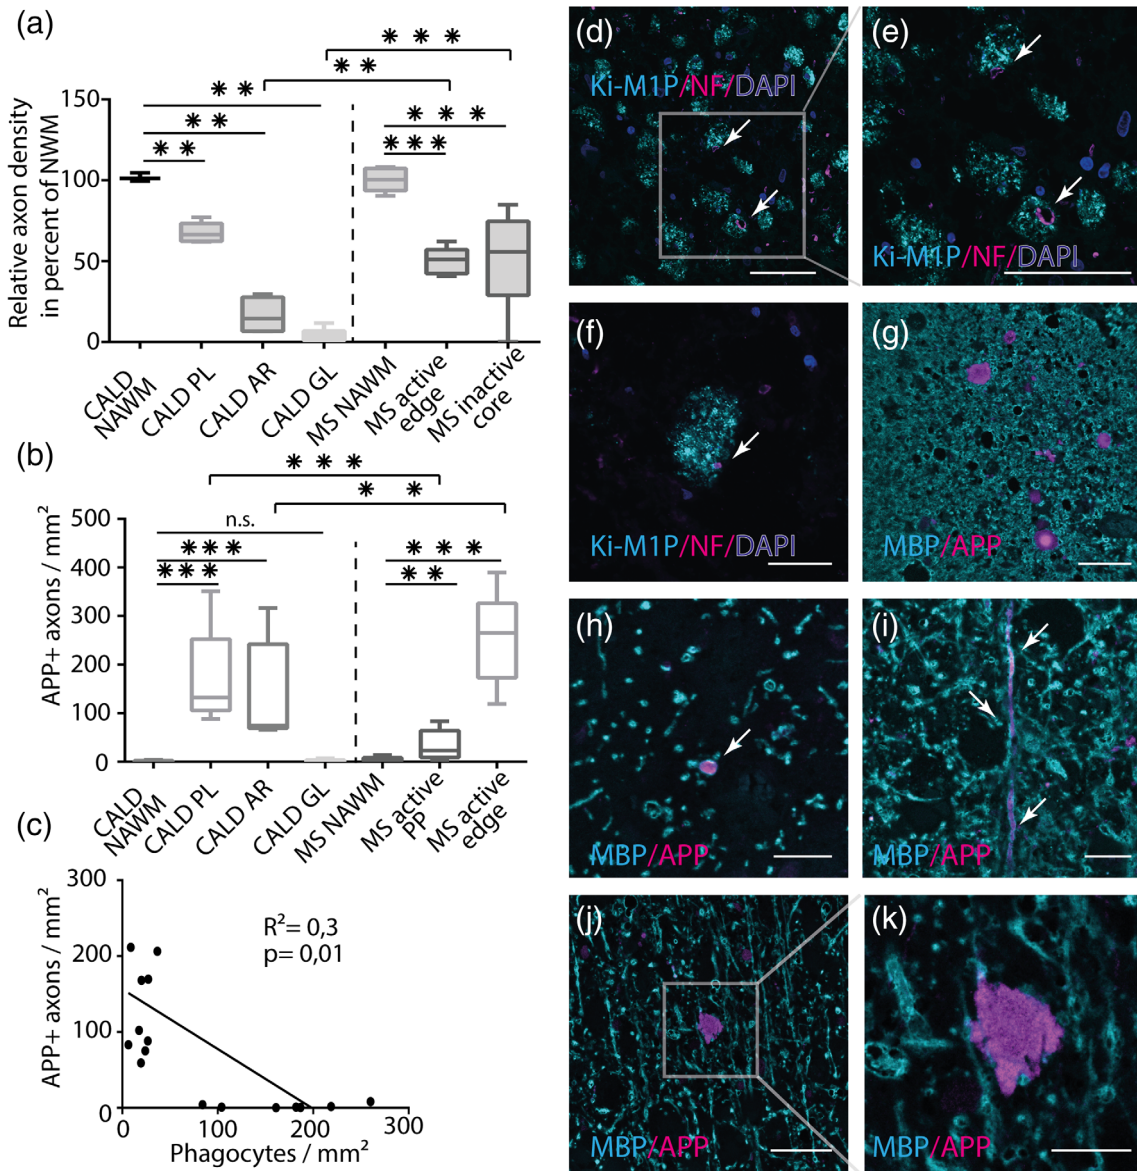 (a)
* * *
* *
* *
* *
* *
* * *
* * *
Relative axon density
in percent of NWM
150
100
50
0
CALD
NAWM
CALD PL
CALD AR
CALD GL
MS NAWM
MS active
edge
MS inactive
core
(b)
* * *
* *
n.s.
* * *
* * *
* * *
* *
APP+ axons / mm²
500
400
300
200
100
0
CALD
NAWM
CALD PL
CALD AR
CALD GL
MS NAWM
MS active
PP
MS active
edge
(c)
APP+ axons / mm²
300
200
100
0
R²= 0,3
p= 0,01
0
100
200
300
Phagocytes / mm²
(d)
Ki-M1P/NF/DAPI
(e)
Ki-M1P/NF/DAPI
(f)
Ki-M1P/NF/DAPI
(g)
MBP/APP
(h)
MBP/APP
(i)
MBP/APP
(j)
MBP/APP
(k)
MBP/APP